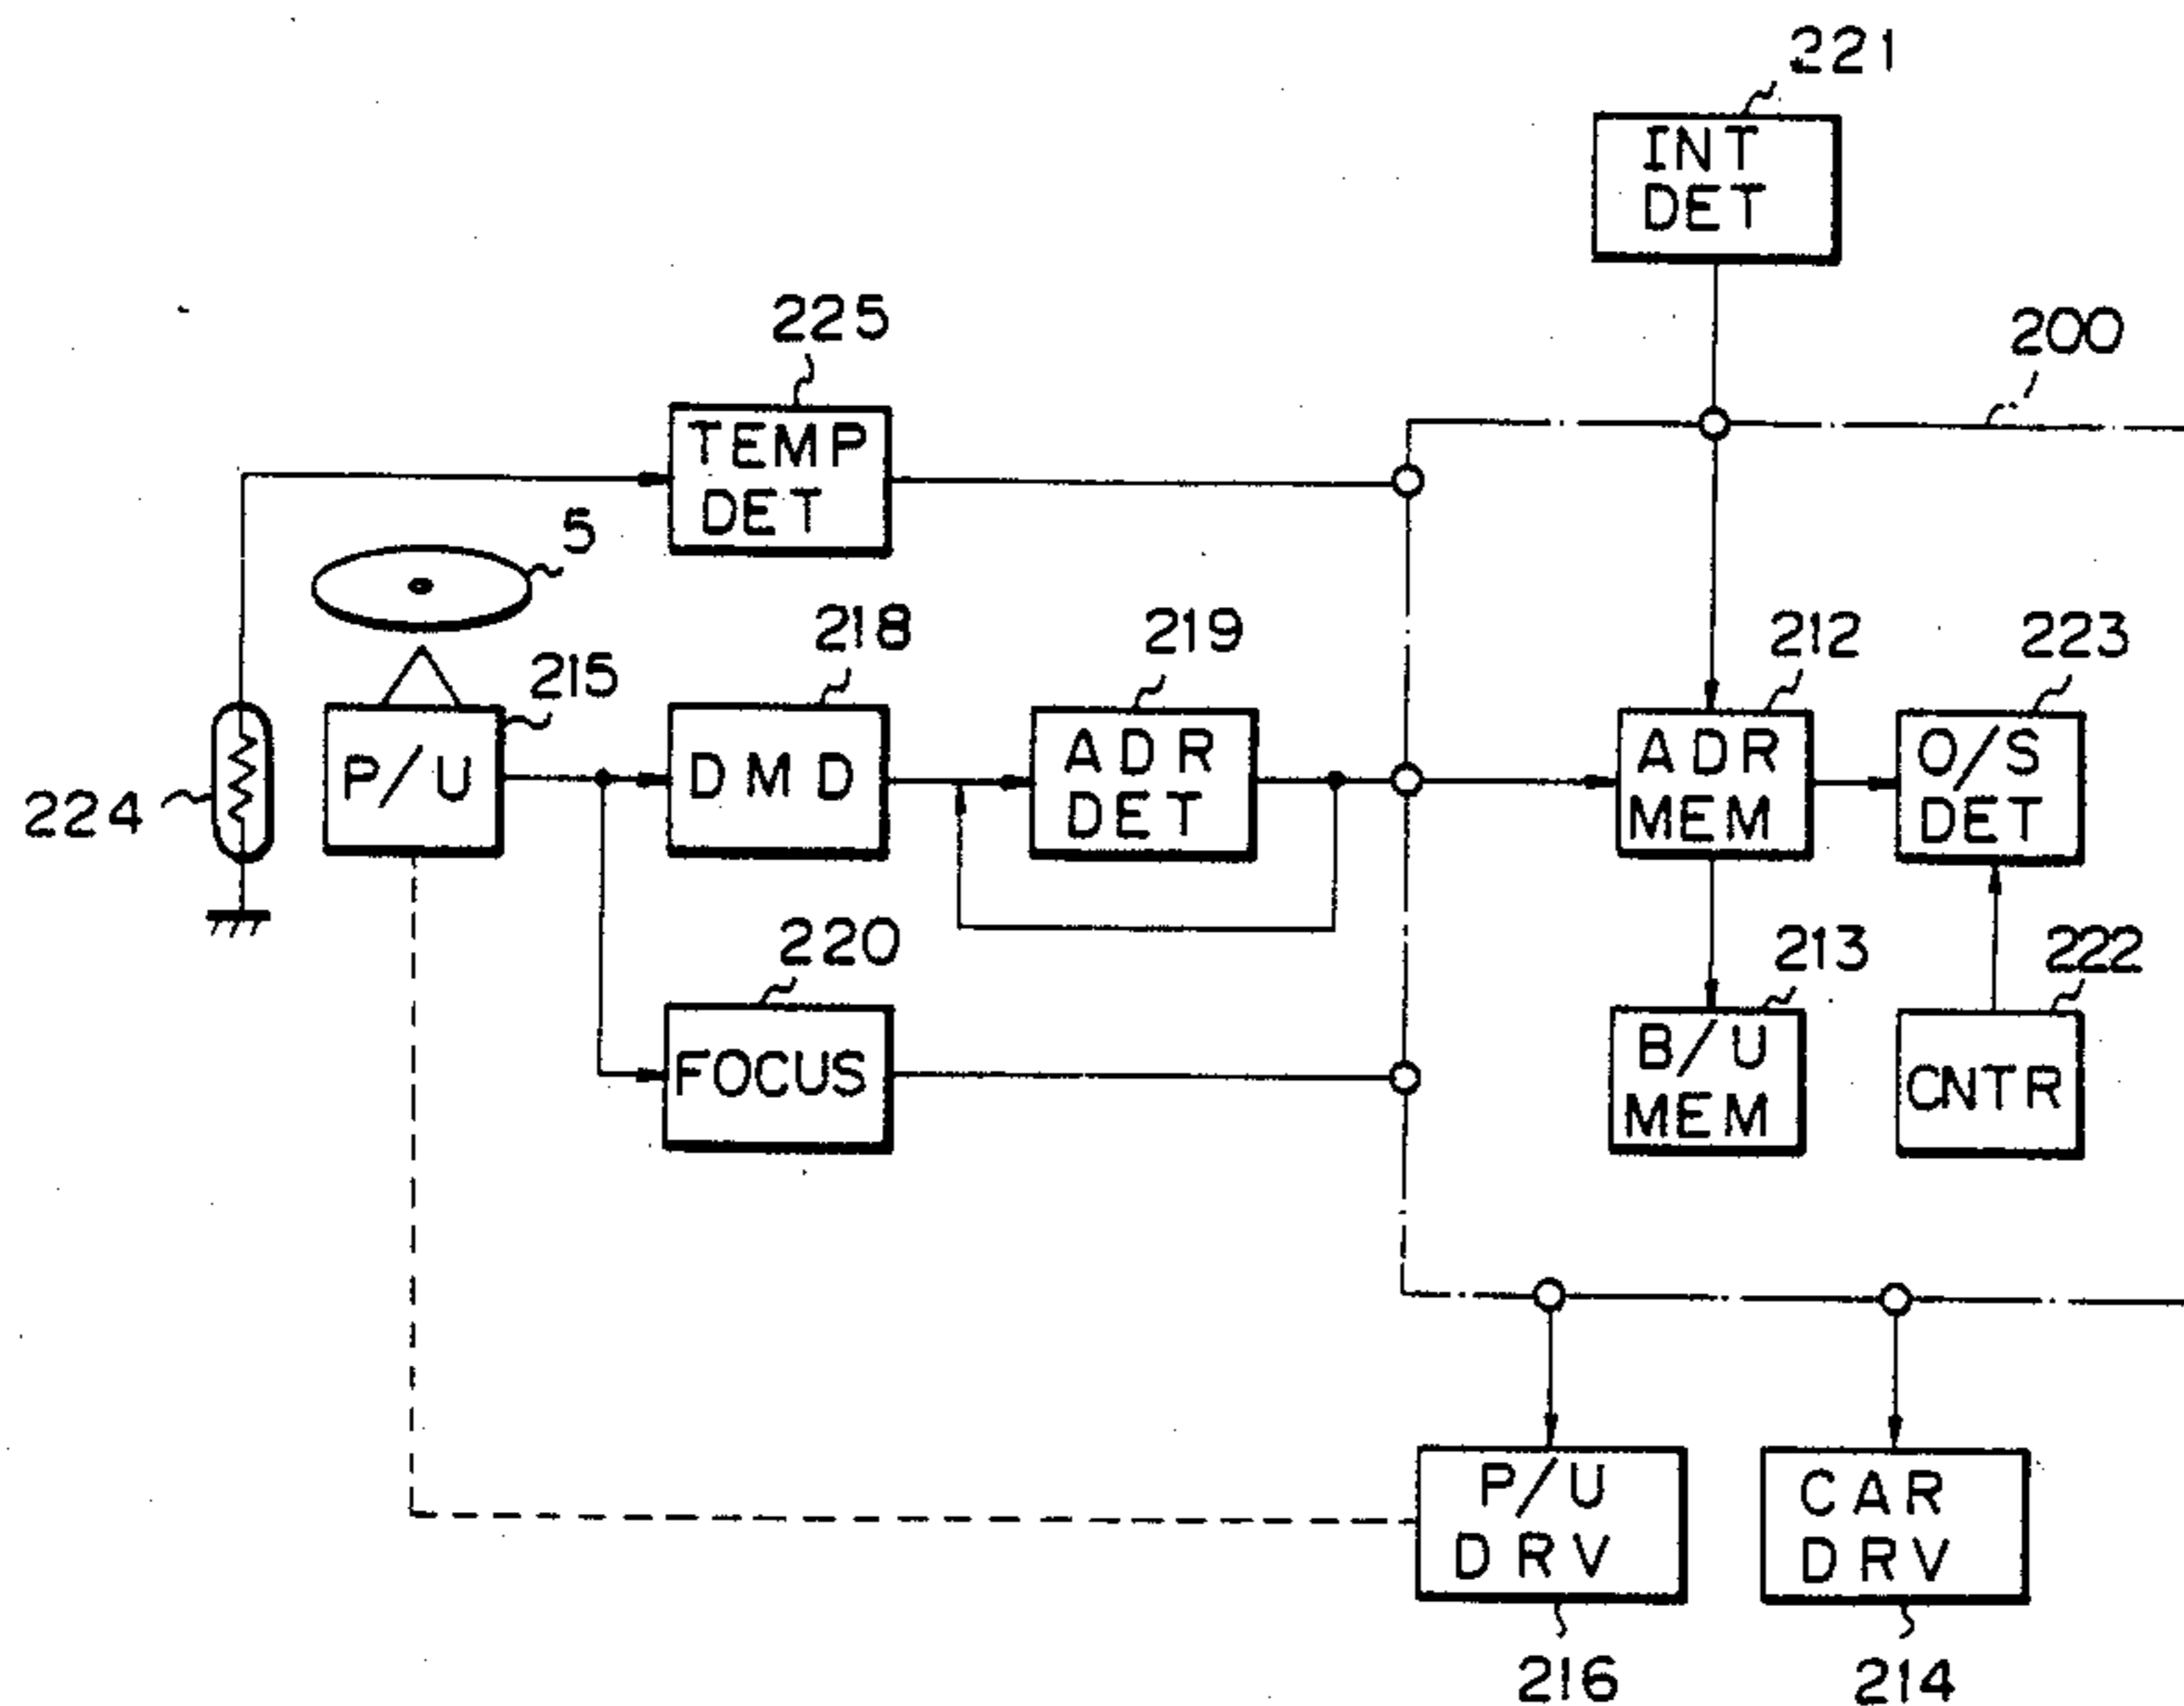 221
INT
DET
200
225
TEMP
DET
5
218
219
212
223
215
P/U
DMD
ADR
DET
ADR
MEM
O/S
DET
224
220
FOCUS
213
222
B/U
MEM
CNTR
P/U
DRV
CAR
DRV
216
214